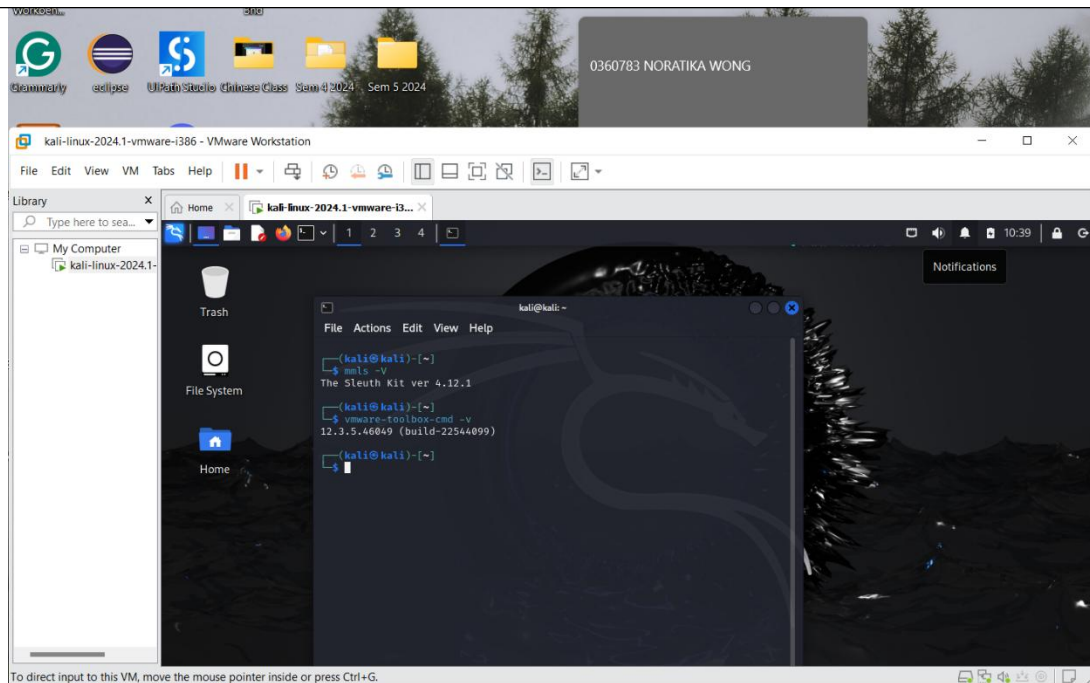 Workben...
0360783 NORATIKA WONG
Grammarly eclipse UiPath Studio Chinese Class Sem 4 2024 Sem 5 2024
kali-linux-2024.1-vmware-i386 - VMware Workstation
File Edit View VM Tabs Help
Library X
Home kali-linux-2024.1-vmware-i3...
Type here to sea...
1 2 3 4 10:39
My Computer
kali-linux-2024.1-
Notifications
Trash
kali@kali: ~
File Actions Edit View Help
(kali㉿kali)-[~]
$ mmls -V
The Sleuth Kit ver 4.12.1
File System
(kali㉿kali)-[~]
$ vmware-toolbox-cmd -v
12.3.5.46049 (build-22544099)
(kali㉿kali)-[~]
$
Home
To direct input to this VM, move the mouse pointer inside or press Ctrl+G.